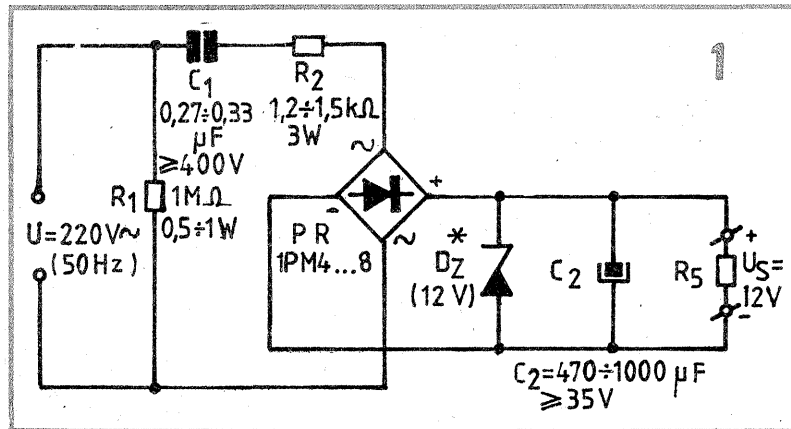 1
C1
0,27÷0,33
μF
≥400V
R2
1,2÷1,5kΩ
3W
~
R1
1MΩ
0,5÷1W
U=220V~
(50Hz)
+
-
~
PR
1PM4...8
*
DZ
(12V)
C2
R5
+
US=
12V
-
C2=470÷1000 μF
≥35V